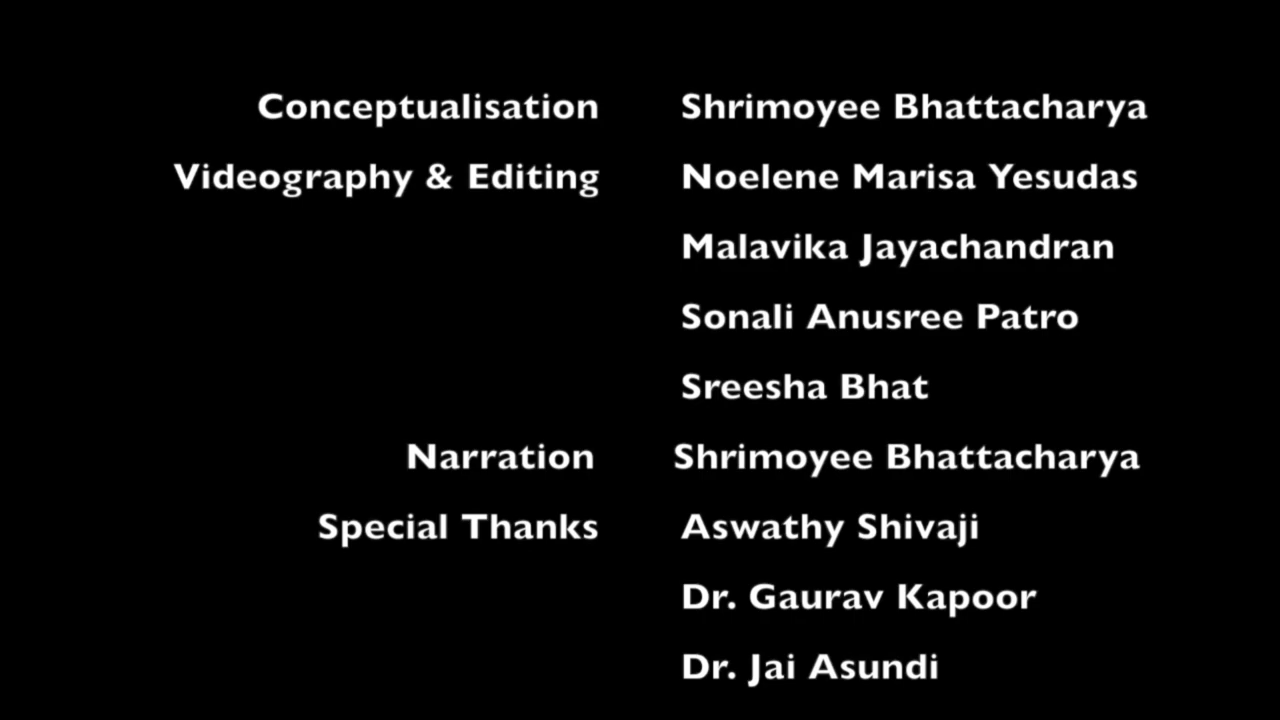 Conceptualisation Shrimoyee Bhattacharya
Videography & Editing Noelene Marisa Yesudas
Malavika Jayachandran
Sonali Anusree Patro
Sreesha Bhat
Narration Shrimoyee Bhattacharya
Special Thanks Aswathy Shivaji
Dr. Gaurav Kapoor
Dr. Jai Asundi